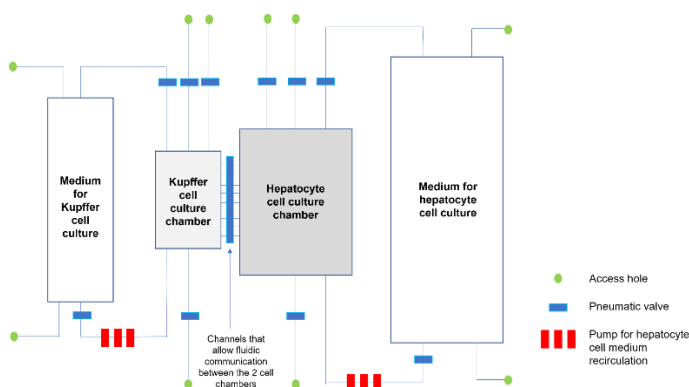 Medium
for
Kupffer
cell
culture
Kupffer
cell
culture
chamber
Hepatocyte
cell culture
chamber
Medium for
hepatocyte
cell culture
Channels that
allow fluidic
communication
between the 2 cell
chambers
Access hole
Pneumatic valve
Pump for hepatocyte
cell medium
recirculation